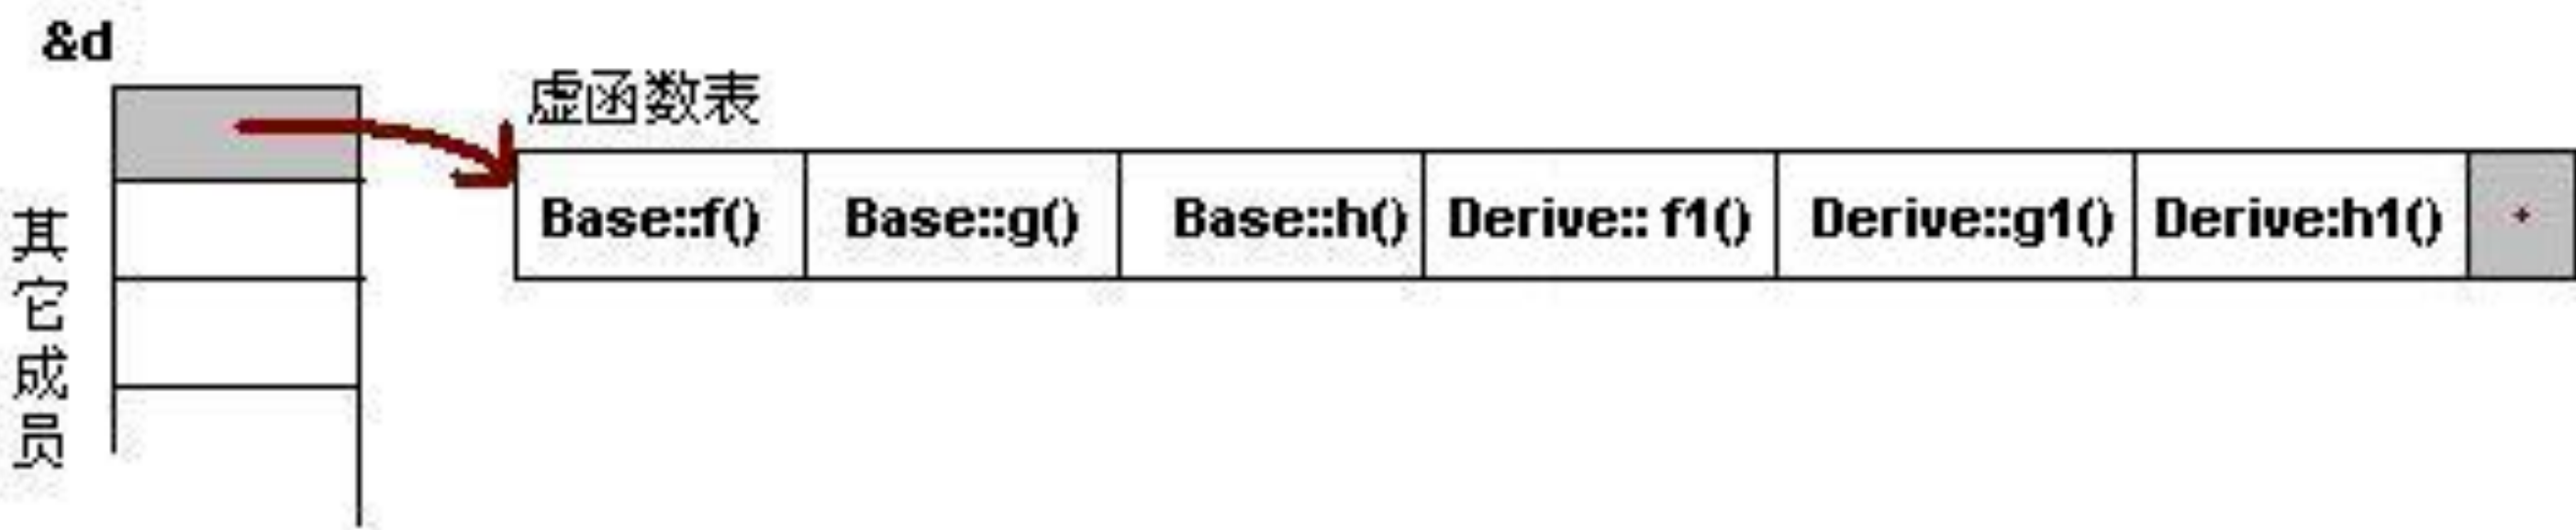 &d
虚函数表
Base::f() Base::g() Base::h() Derive:: f1() Derive::g1() Derive:h1()
其它成员